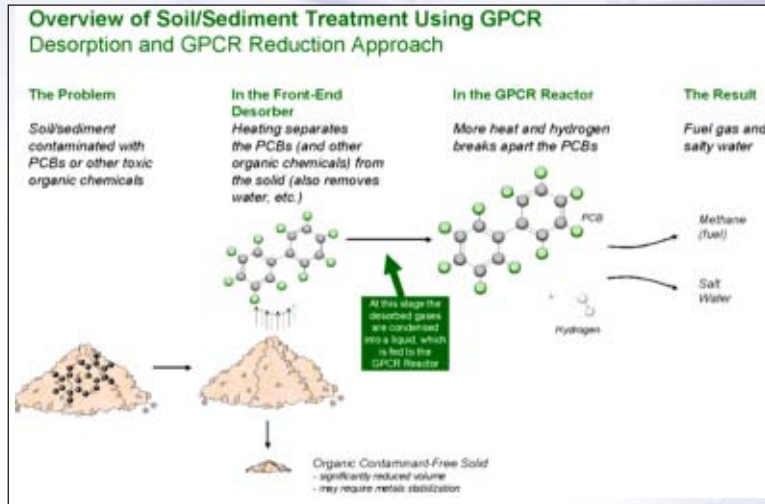 Overview of Soil/Sediment Treatment Using GPCR
Desorption and GPCR Reduction Approach
The Problem
Soil/sediment
contaminated with
PCBs or other toxic
organic chemicals
In the Front-End
Desorber
Heating separates
the PCBs (and other
organic chemicals) from
the solid (also removes
water, etc.)
In the GPCR Reactor
More heat and hydrogen
breaks apart the PCBs
The Result
Fuel gas and
salty water
PCB
Methane
(fuel)
At this stage the
desorbed gases
are condensed
into a liquid, which
is fed to the
GPCR Reactor
+
Hydrogen
Salt
Water
Organic Contaminant-Free Solid
- significantly reduced volume
- may require metals stabilization